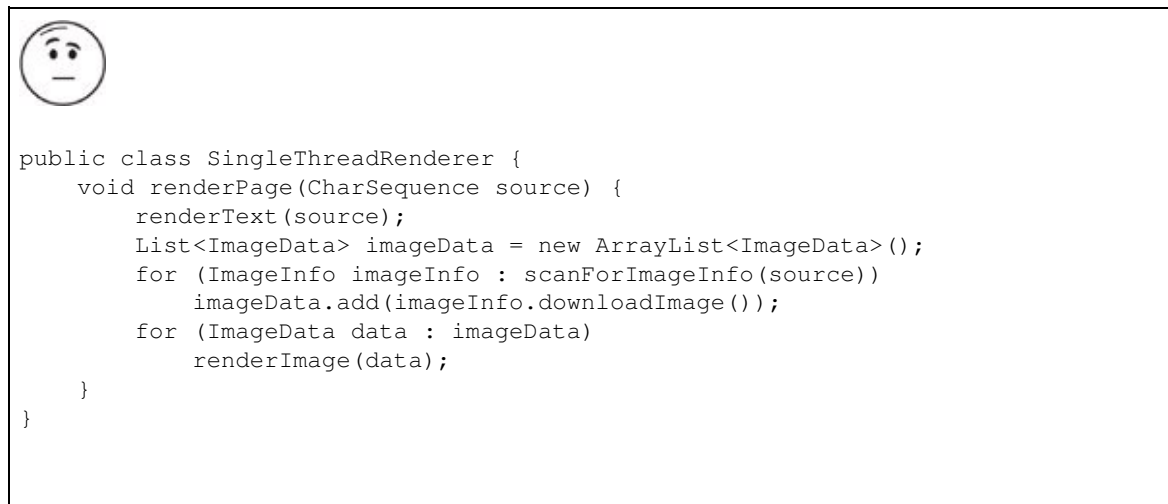 public class SingleThreadRenderer {
    void renderPage(CharSequence source) {
        renderText(source);
        List<ImageData> imageData = new ArrayList<ImageData>();
        for (ImageInfo imageInfo : scanForImageInfo(source))
            imageData.add(imageInfo.downloadImage());
        for (ImageData data : imageData)
            renderImage(data);
    }
}